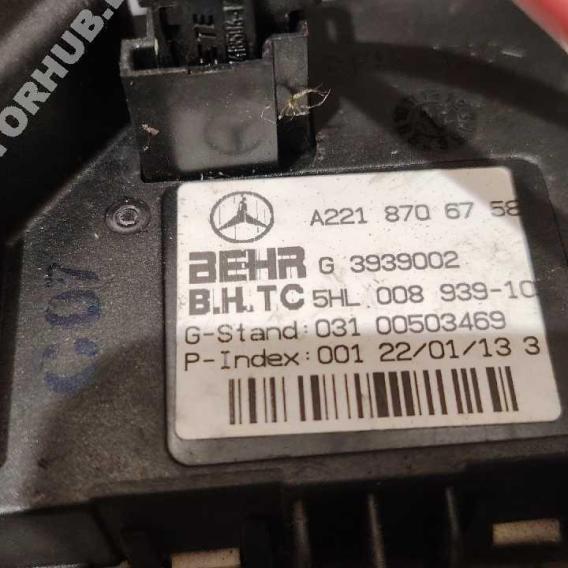 A221 870 67 58
BEHR G 3939002
B.H.TC 5HL 008 939-10
G-Stand:031 00503469
P-Index:001 22/01/13 3
C07